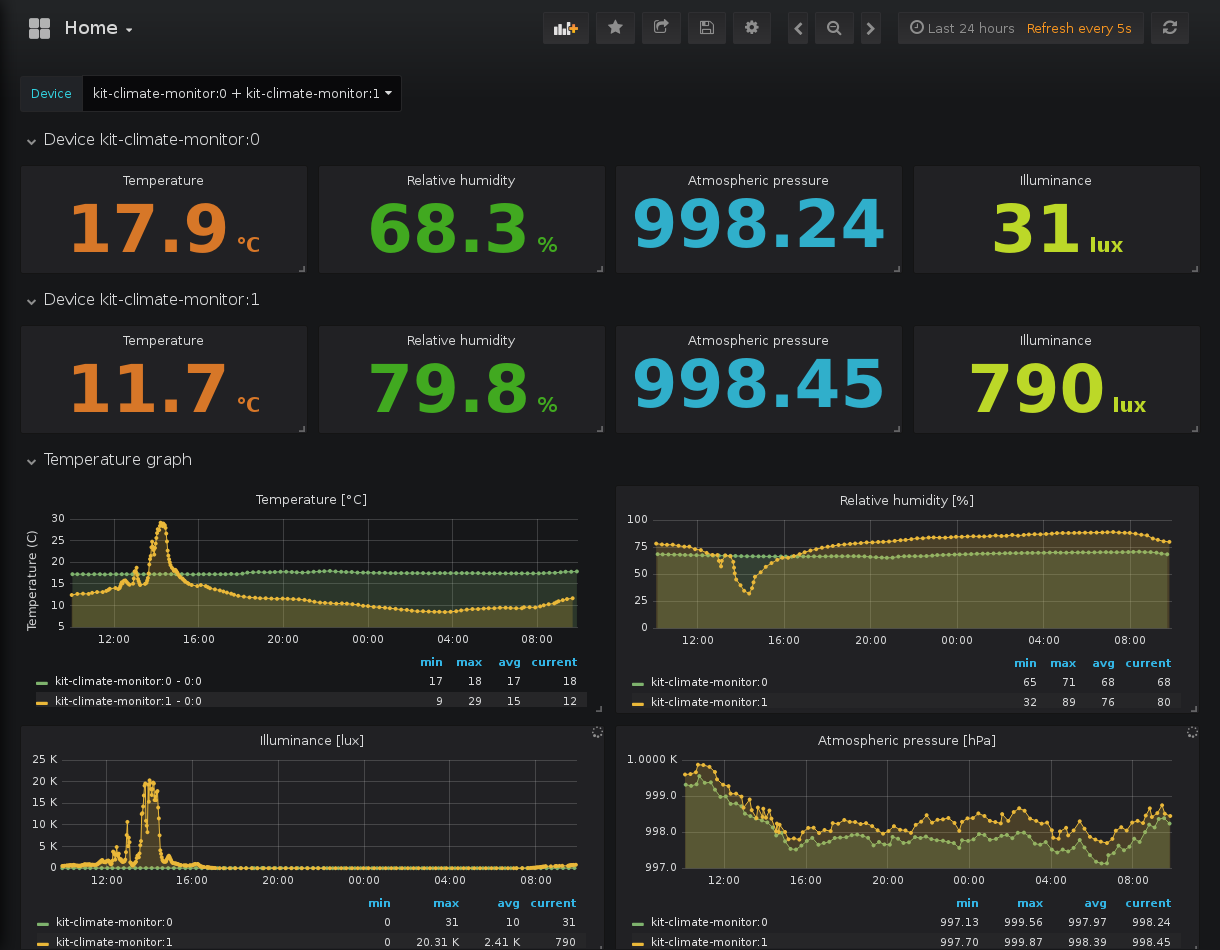 Home
Last 24 hours Refresh every 5s
Device kit-climate-monitor:0 + kit-climate-monitor:1
Device kit-climate-monitor:0
Temperature Relative humidity Atmospheric pressure Illuminance
17.9 °C 68.3 % 998.24 31 lux
Device kit-climate-monitor:1
Temperature Relative humidity Atmospheric pressure Illuminance
11.7 °C 79.8 % 998.45 790 lux
Temperature graph
Temperature [°C]
Temperature (C)
30
25
20
15
10
5
12:00 16:00 20:00 00:00 04:00 08:00
min max avg current
kit-climate-monitor:0 - 0:0 17 18 17 18
kit-climate-monitor:1 - 0:0 9 29 15 12
Relative humidity [%]
100
75
50
25
0
12:00 16:00 20:00 00:00 04:00 08:00
min max avg current
kit-climate-monitor:0 65 71 68 68
kit-climate-monitor:1 32 89 76 80
Illuminance [lux]
25 K
20 K
15 K
10 K
5 K
0
12:00 16:00 20:00 00:00 04:00 08:00
min max avg current
kit-climate-monitor:0 0 31 10 31
kit-climate-monitor:1 0 20.31 K 2.41 K 790
Atmospheric pressure [hPa]
1.0000 K
999.0
998.0
997.0
12:00 16:00 20:00 00:00 04:00 08:00
min max avg current
kit-climate-monitor:0 997.13 999.56 997.97 998.24
kit-climate-monitor:1 997.70 999.87 998.39 998.45